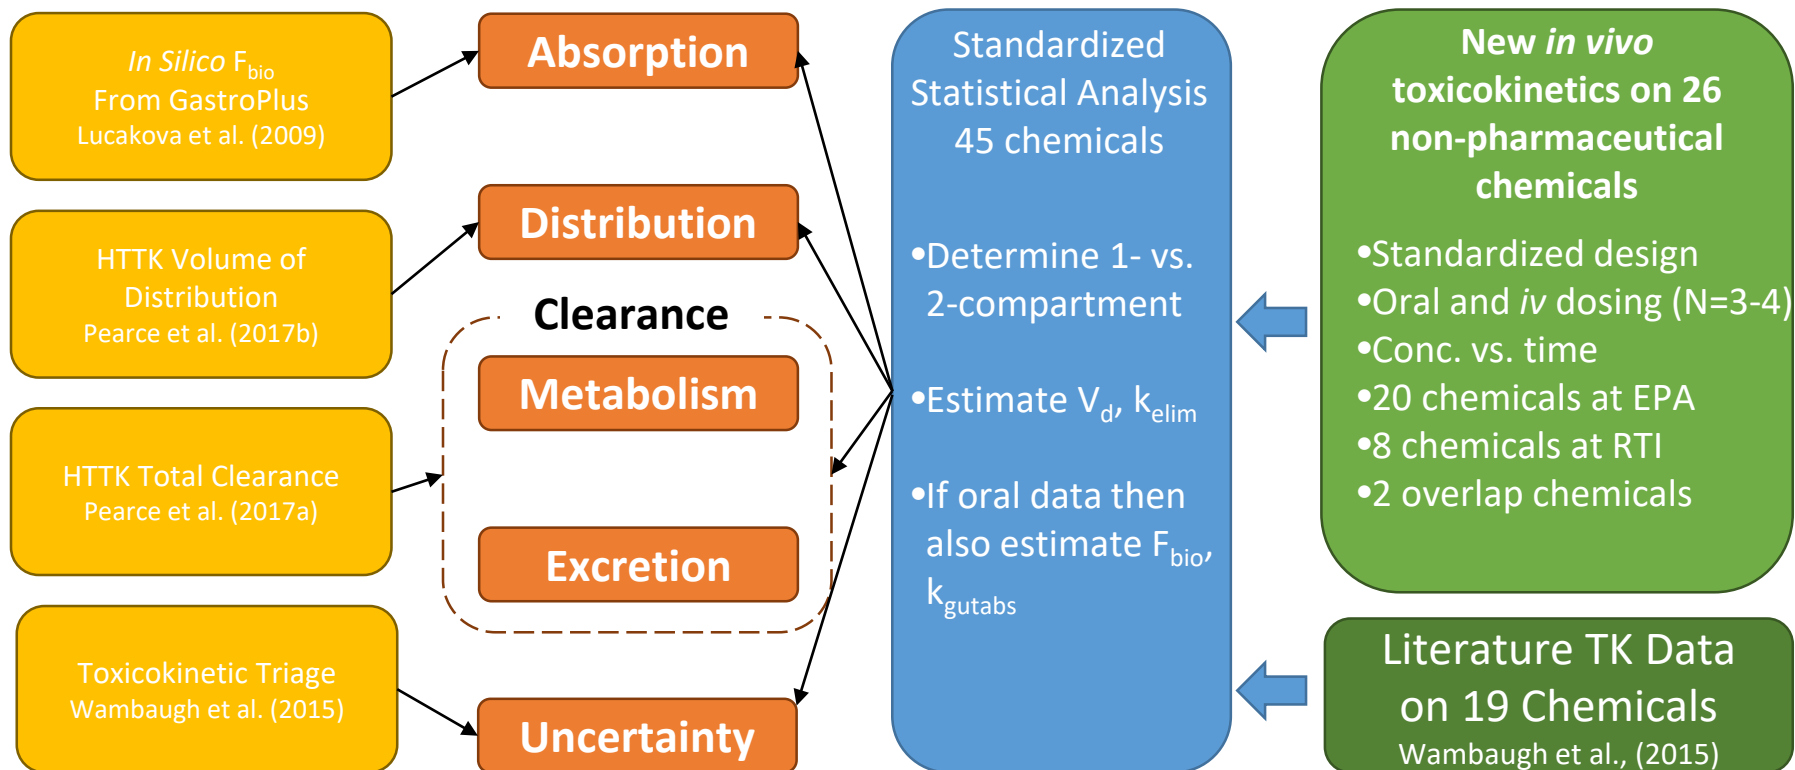 In Silico Fbio
From GastroPlus
Lucakova et al. (2009)
HTTK Volume of
Distribution
Pearce et al. (2017b)
HTTK Total Clearance
Pearce et al. (2017a)
Toxicokinetic Triage
Wambaugh et al. (2015)
Absorption
Distribution
Clearance
Metabolism
Excretion
Uncertainty
Standardized
Statistical Analysis
45 chemicals
•Determine 1- vs.
2-compartment
•Estimate Vd, kelim
•If oral data then
also estimate Fbio,
kgutabs
New in vivo
toxicokinetics on 26
non-pharmaceutical
chemicals
•Standardized design
•Oral and iv dosing (N=3-4)
•Conc. vs. time
•20 chemicals at EPA
•8 chemicals at RTI
•2 overlap chemicals
Literature TK Data
on 19 Chemicals
Wambaugh et al., (2015)